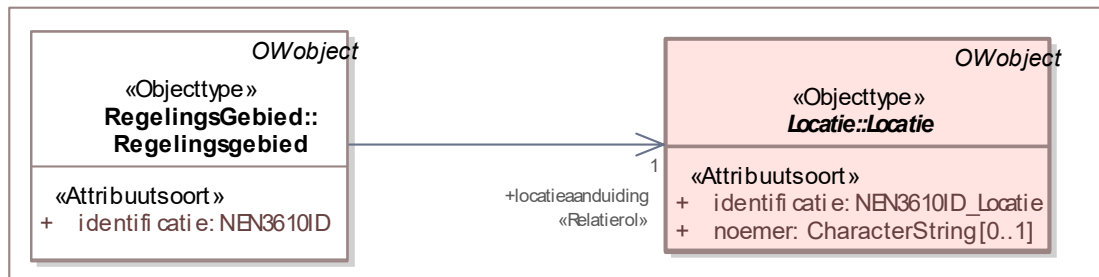 OWobject
«Objecttype»
RegelingsGebied::
Regelingsgebied
«Attribuutsoort»
+ identificatie: NEN3610ID
1
+locatieaanduiding
«Relatierol»
OWobject
«Objecttype»
Locatie::Locatie
«Attribuutsoort»
+ identificatie: NEN3610ID_Locatie
+ noemer: CharacterString [0..1]